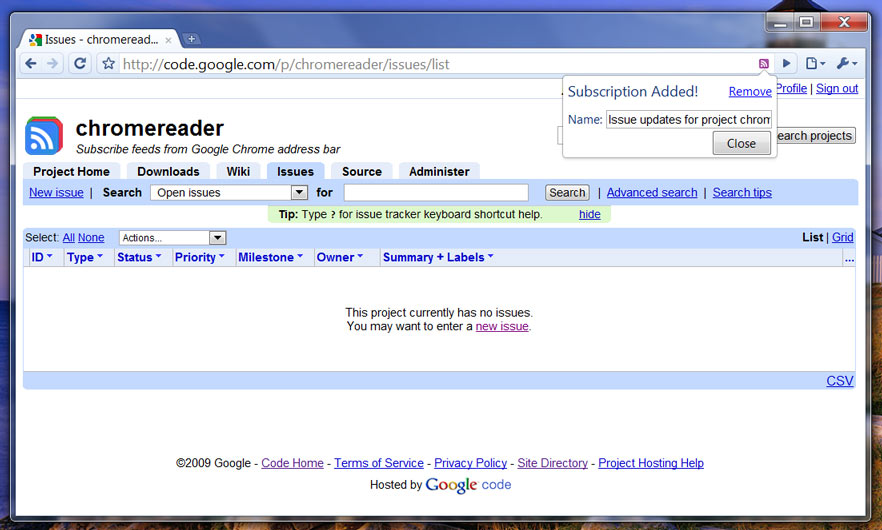 Issues - chromeread...
http://code.google.com/p/chromereader/issues/list
Subscription Added! Remove
Name: Issue updates for project chrom
Close
Profile | Sign out
chromereader
Subscribe feeds from Google Chrome address bar
earch projects
Project Home Downloads Wiki Issues Source Administer
New issue | Search Open issues for Search | Advanced search | Search tips
Tip: Type ? for issue tracker keyboard shortcut help. hide
Select: All None Actions... List | Grid
ID Type Status Priority Milestone Owner Summary + Labels ...
This project currently has no issues.
You may want to enter a new issue.
CSV
©2009 Google - Code Home - Terms of Service - Privacy Policy - Site Directory - Project Hosting Help
Hosted by Google code